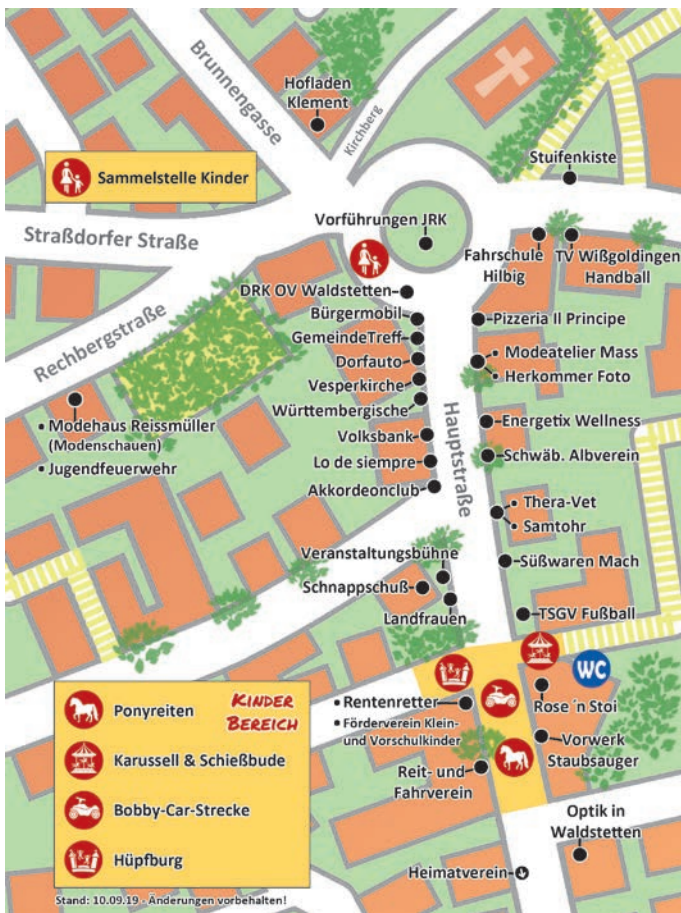 Brunnengasse
Hofladen
Klement
Kirchberg
Sammelstelle Kinder
Stuifenkiste
Straßdorfer Straße
Vorführungen JRK
Fahrschule
Hilbig
TV Wißgoldingen
Handball
DRK OV Waldstetten
Bürgermobil
Pizzeria Il Principe
GemeindeTreff
Rechbergstraße
Dorfauto
• Modeatelier Mass
Vesperkirche
• Herkommer Foto
Württembergische
Hauptstraße
Energetix Wellness
• Modehaus Reissmüller
(Modenschauen)
• Jugendfeuerwehr
Volksbank
Schwäb. Albverein
Lo de siempre
Akkordeonclub
• Thera-Vet
• Samtohr
Veranstaltungsbühne
Süßwaren Mach
Schnappschuß
Landfrauen
TSGV Fußball
WC
Kinder
Bereich
Ponyreiten
Karussell & Schießbude
Bobby-Car-Strecke
Hüpfburg
• Rentenretter
• Förderverein Klein-
und Vorschulkinder
Rose ´n Stoi
Vorwerk
Staubsauger
Reit- und
Fahrverein
Optik in
Waldstetten
Heimatverein
Stand: 10.09.19 - Änderungen vorbehalten!